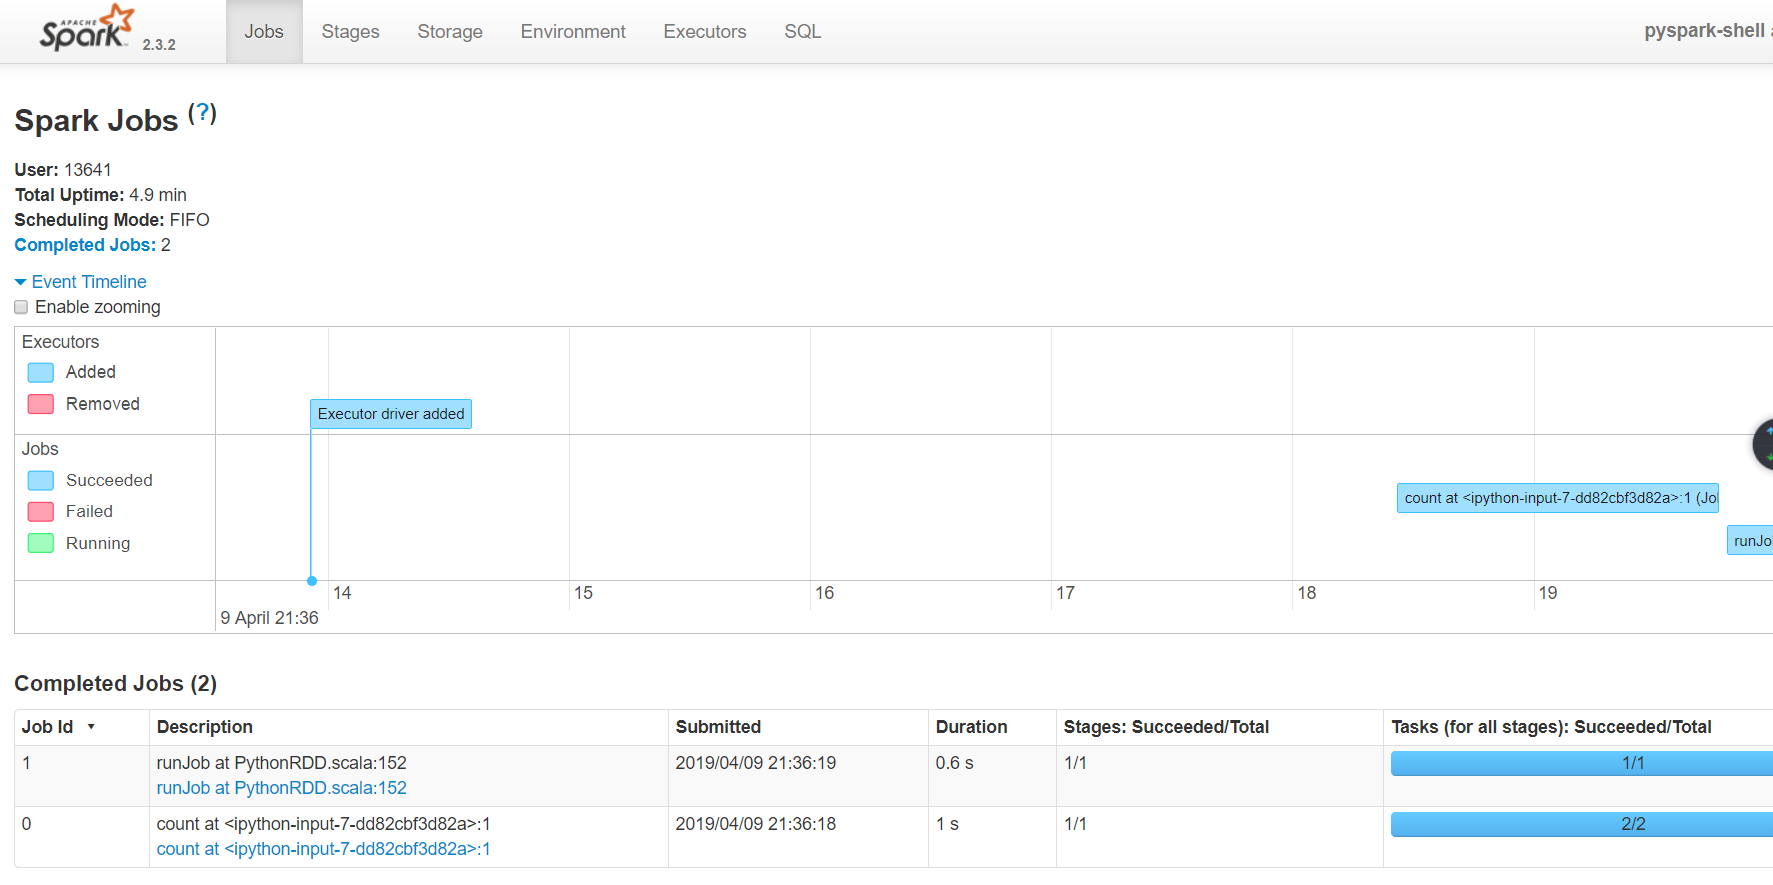 APACHE
Spark 2.3.2 Jobs Stages Storage Environment Executors SQL pyspark-shell
Spark Jobs (?)
User: 13641
Total Uptime: 4.9 min
Scheduling Mode: FIFO
Completed Jobs: 2
Event Timeline
Enable zooming
Executors
Added
Removed
Executor driver added
Jobs
Succeeded
Failed
Running
count at <ipython-input-7-dd82cbf3d82a>:1 (Jo
runJo
14 15 16 17 18 19
9 April 21:36
Completed Jobs (2)
Job Id ▾ Description Submitted Duration Stages: Succeeded/Total Tasks (for all stages): Succeeded/Total
1 runJob at PythonRDD.scala:152 2019/04/09 21:36:19 0.6 s 1/1 1/1
runJob at PythonRDD.scala:152
0 count at <ipython-input-7-dd82cbf3d82a>:1 2019/04/09 21:36:18 1 s 1/1 2/2
count at <ipython-input-7-dd82cbf3d82a>:1